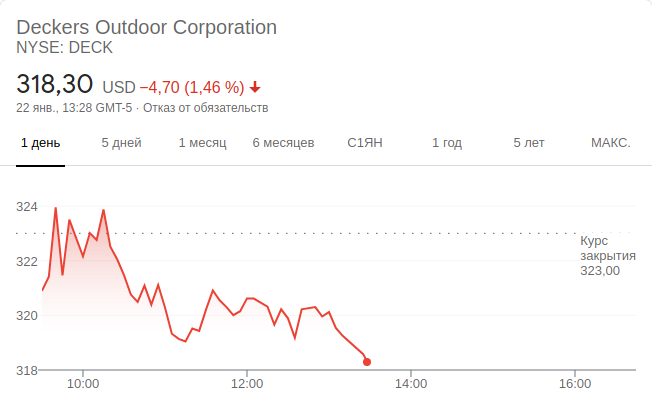 Deckers Outdoor Corporation
NYSE: DECK
318,30 USD −4,70 (1,46 %)
22 янв., 13:28 GMT-5 · Отказ от обязательств
1 день 5 дней 1 месяц 6 месяцев С1ЯН 1 год 5 лет МАКС.
324
Курс
закрытия
323,00
322
320
318
10:00 12:00 14:00 16:00